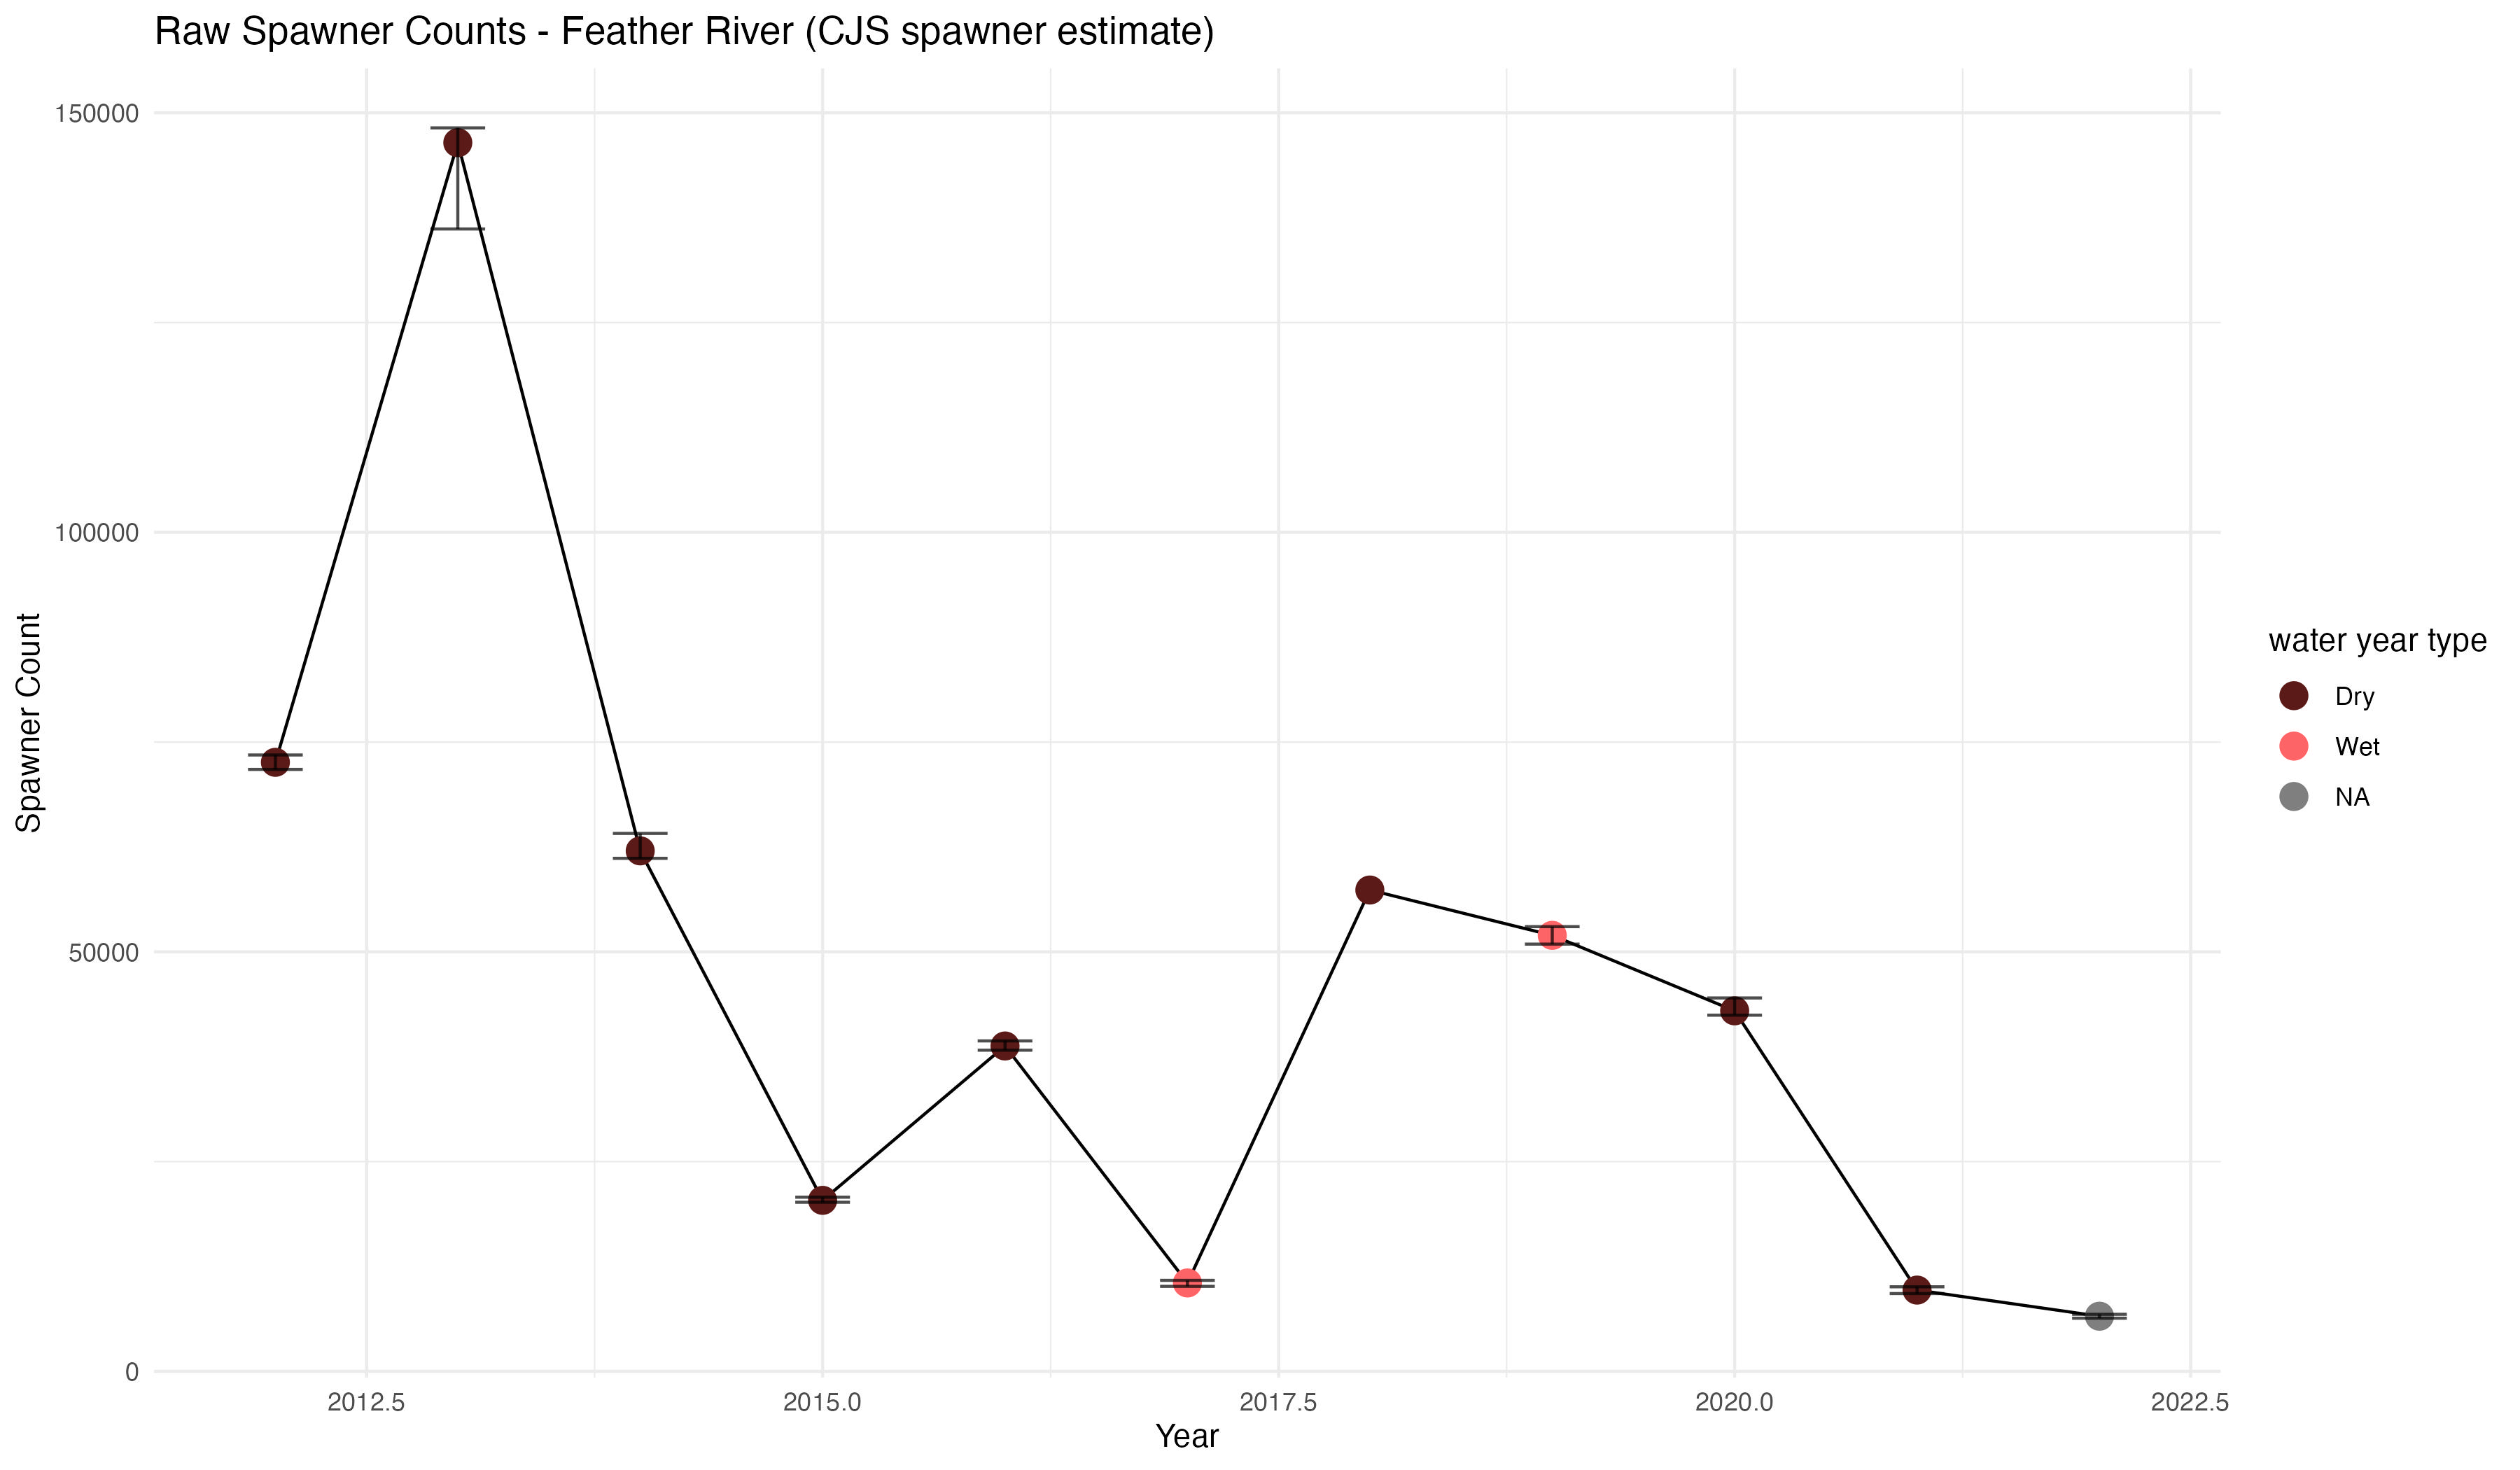 Raw Spawner Counts - Feather River (CJS spawner estimate)
150000
100000
50000
0
Spawner Count
2012.5
2015.0
2017.5
2020.0
2022.5
Year
water year type
Dry
Wet
NA